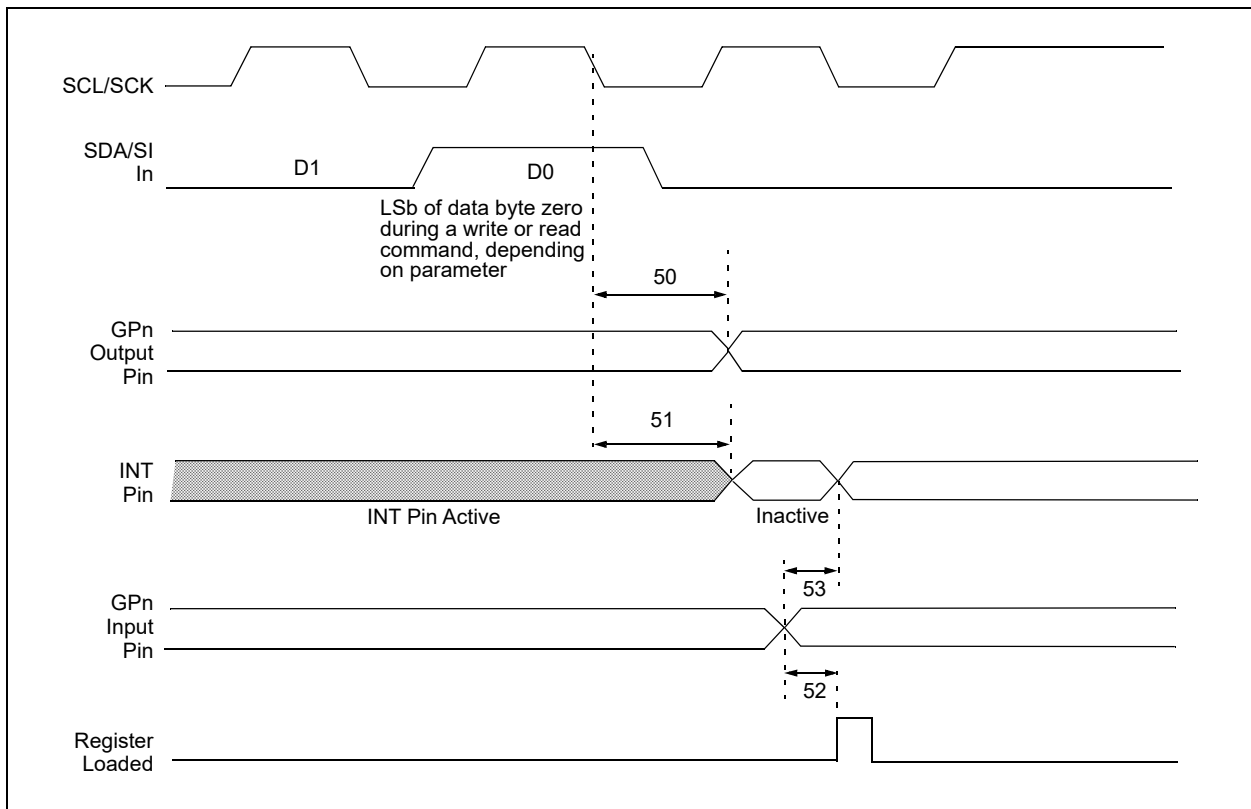 SCL/SCK
SDA/SI
In
D1
D0
LSb of data byte zero
during a write or read
command, depending
on parameter
50
GPn
Output
Pin
51
INT
Pin
INT Pin Active
Inactive
53
GPn
Input
Pin
52
Register
Loaded